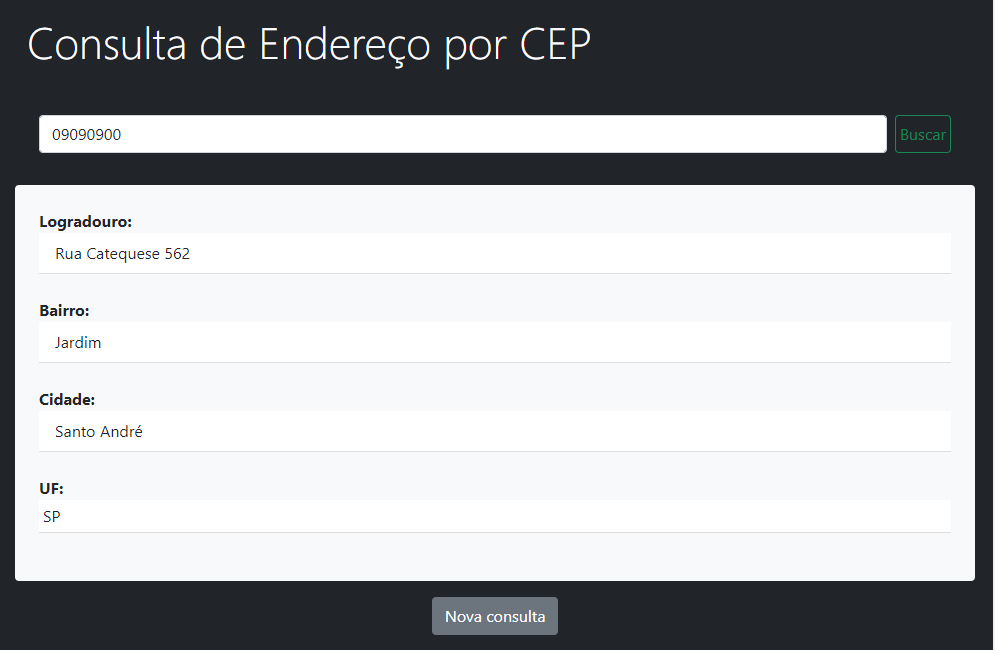 Consulta de Endereço por CEP
09090900
Buscar
Logradouro:
Rua Catequese 562
Bairro:
Jardim
Cidade:
Santo André
UF:
SP
Nova consulta